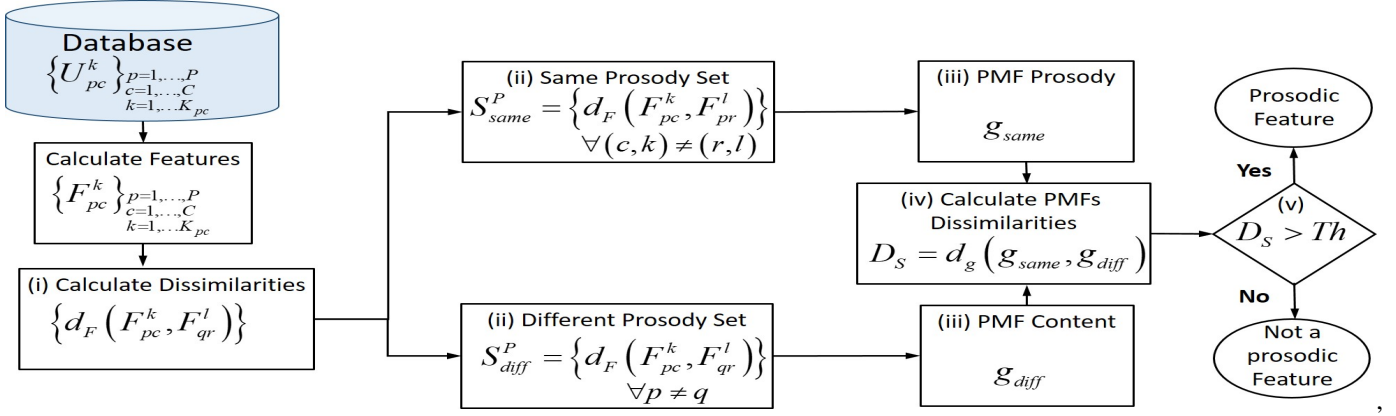 Database
{U^k_pc} p=1,...,P
c=1,...,C
k=1,...K_pc
Calculate Features
{F^k_pc} p=1,...,P
c=1,...,C
k=1,...K_pc
(i) Calculate Dissimilarities
{d_F (F^k_pc, F^l_qr)}
(ii) Same Prosody Set
S^P_same = {d_F (F^k_pc, F^l_pr)}
∀(c,k) ≠ (r,l)
(ii) Different Prosody Set
S^P_diff = {d_F (F^k_pc, F^l_qr)}
∀p ≠ q
(iii) PMF Prosody
g_same
(iv) Calculate PMFs
Dissimilarities
D_S = d_g (g_same, g_diff)
(iii) PMF Content
g_diff
Prosodic
Feature
Yes
(v)
D_S > Th
No
Not a
prosodic
Feature
,